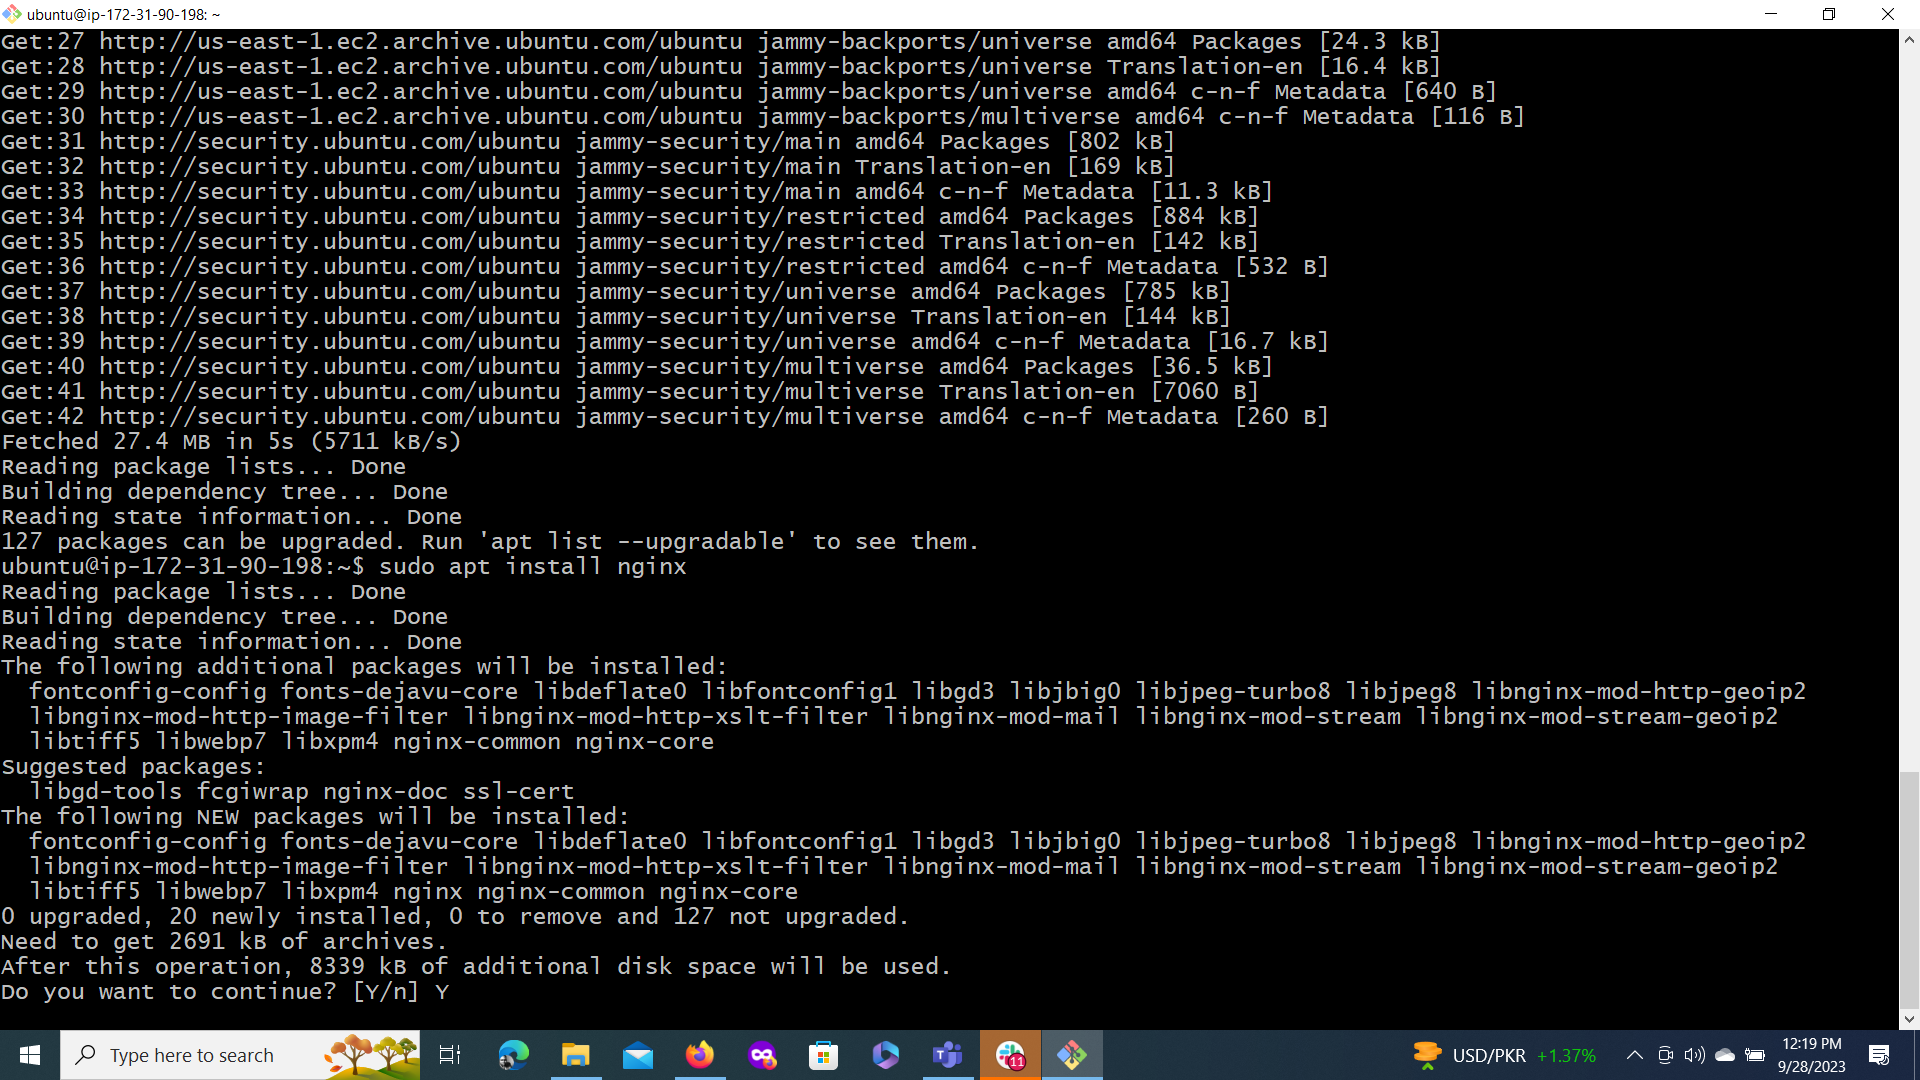 ubuntu@ip-172-31-90-198: ~
Get:27 http://us-east-1.ec2.archive.ubuntu.com/ubuntu jammy-backports/universe amd64 Packages [24.3 kB]
Get:28 http://us-east-1.ec2.archive.ubuntu.com/ubuntu jammy-backports/universe Translation-en [16.4 kB]
Get:29 http://us-east-1.ec2.archive.ubuntu.com/ubuntu jammy-backports/universe amd64 c-n-f Metadata [640 B]
Get:30 http://us-east-1.ec2.archive.ubuntu.com/ubuntu jammy-backports/multiverse amd64 c-n-f Metadata [116 B]
Get:31 http://security.ubuntu.com/ubuntu jammy-security/main amd64 Packages [802 kB]
Get:32 http://security.ubuntu.com/ubuntu jammy-security/main Translation-en [169 kB]
Get:33 http://security.ubuntu.com/ubuntu jammy-security/main amd64 c-n-f Metadata [11.3 kB]
Get:34 http://security.ubuntu.com/ubuntu jammy-security/restricted amd64 Packages [884 kB]
Get:35 http://security.ubuntu.com/ubuntu jammy-security/restricted Translation-en [142 kB]
Get:36 http://security.ubuntu.com/ubuntu jammy-security/restricted amd64 c-n-f Metadata [532 B]
Get:37 http://security.ubuntu.com/ubuntu jammy-security/universe amd64 Packages [785 kB]
Get:38 http://security.ubuntu.com/ubuntu jammy-security/universe Translation-en [144 kB]
Get:39 http://security.ubuntu.com/ubuntu jammy-security/universe amd64 c-n-f Metadata [16.7 kB]
Get:40 http://security.ubuntu.com/ubuntu jammy-security/multiverse amd64 Packages [36.5 kB]
Get:41 http://security.ubuntu.com/ubuntu jammy-security/multiverse Translation-en [7060 B]
Get:42 http://security.ubuntu.com/ubuntu jammy-security/multiverse amd64 c-n-f Metadata [260 B]
Fetched 27.4 MB in 5s (5711 kB/s)
Reading package lists... Done
Building dependency tree... Done
Reading state information... Done
127 packages can be upgraded. Run 'apt list --upgradable' to see them.
ubuntu@ip-172-31-90-198:~$ sudo apt install nginx
Reading package lists... Done
Building dependency tree... Done
Reading state information... Done
The following additional packages will be installed:
  fontconfig-config fonts-dejavu-core libdeflate0 libfontconfig1 libgd3 libjbig0 libjpeg-turbo8 libjpeg8 libnginx-mod-http-geoip2
  libnginx-mod-http-image-filter libnginx-mod-http-xslt-filter libnginx-mod-mail libnginx-mod-stream libnginx-mod-stream-geoip2
  libtiff5 libwebp7 libxpm4 nginx-common nginx-core
Suggested packages:
  libgd-tools fcgiwrap nginx-doc ssl-cert
The following NEW packages will be installed:
  fontconfig-config fonts-dejavu-core libdeflate0 libfontconfig1 libgd3 libjbig0 libjpeg-turbo8 libjpeg8 libnginx-mod-http-geoip2
  libnginx-mod-http-image-filter libnginx-mod-http-xslt-filter libnginx-mod-mail libnginx-mod-stream libnginx-mod-stream-geoip2
  libtiff5 libwebp7 libxpm4 nginx nginx-common nginx-core
0 upgraded, 20 newly installed, 0 to remove and 127 not upgraded.
Need to get 2691 kB of archives.
After this operation, 8339 kB of additional disk space will be used.
Do you want to continue? [Y/n] Y
Type here to search
11
USD/PKR +1.37%
12:19 PM
9/28/2023